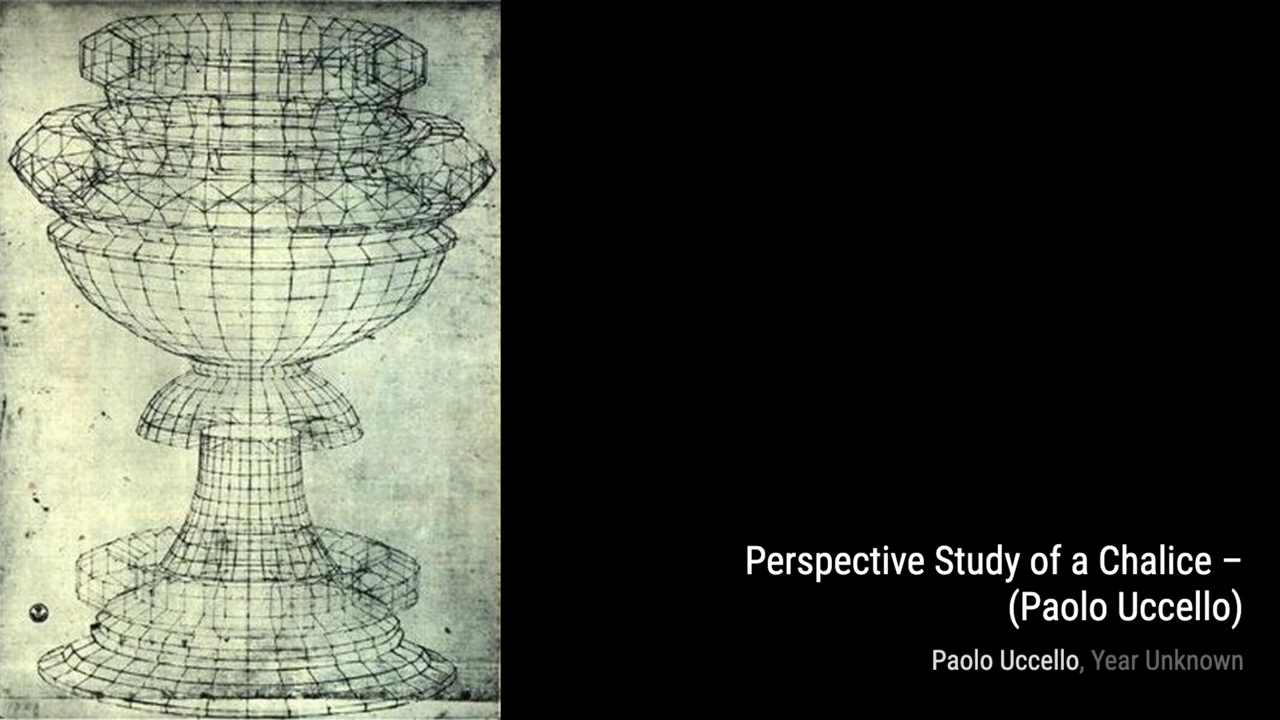 Perspective Study of a Chalice –
(Paolo Uccello)
Paolo Uccello, Year Unknown